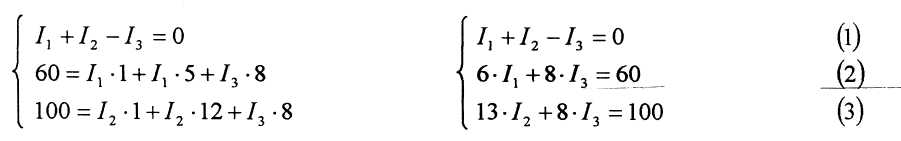 I₁ + I₂ − I₃ = 0 I₁ + I₂ − I₃ = 0 (1)
60 = I₁ · 1 + I₁ · 5 + I₃ · 8 6 · I₁ + 8 · I₃ = 60 (2)
100 = I₂ · 1 + I₂ · 12 + I₃ · 8 13 · I₂ + 8 · I₃ = 100 (3)